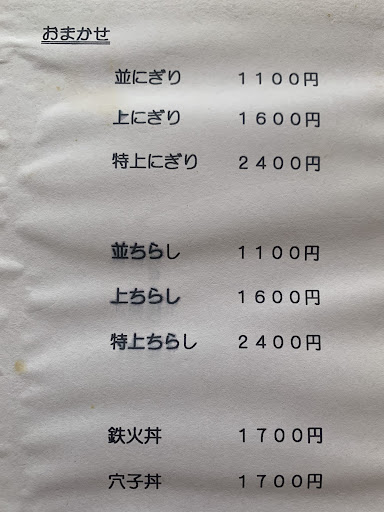 おまかせ
並にぎり　１１００円
上にぎり　１６００円
特上にぎり　２４００円
並ちらし　１１００円
上ちらし　１６００円
特上ちらし　２４００円
鉄火丼　１７００円
穴子丼　１７００円